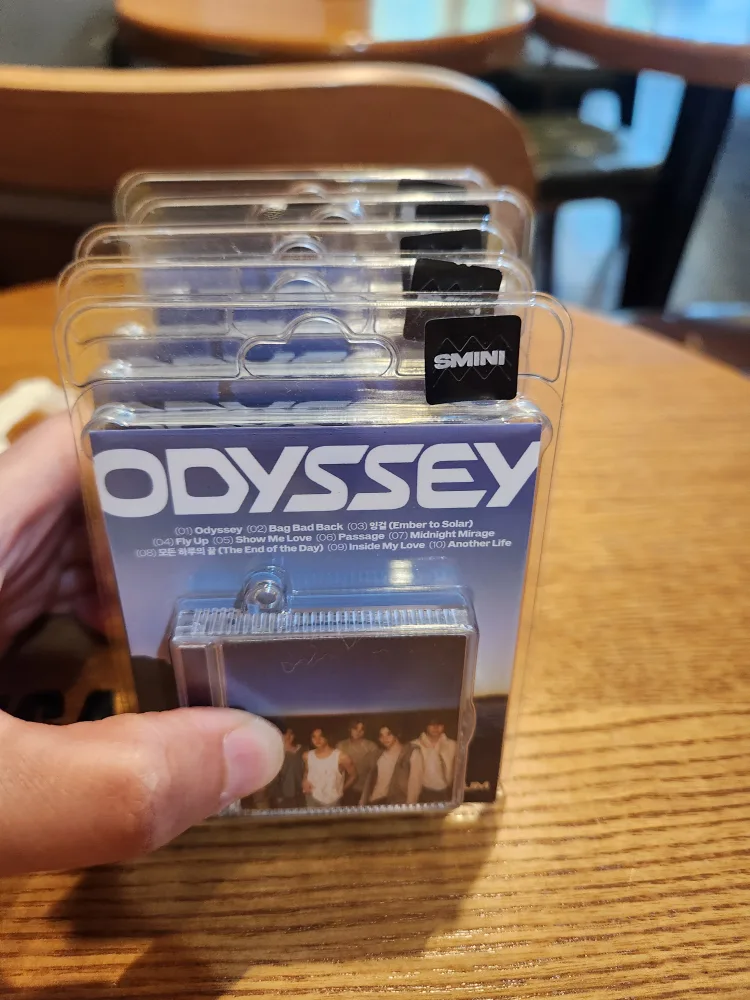 SMINI
ODYSSEY
(01) Odyssey (02) Bag Bad Back (03) 잉걸 (Ember to Solar)
(04) Fly Up (05) Show Me Love (06) Passage (07) Midnight Mirage
(08) 모든 하루의 끝 (The End of the Day) (09) Inside My Love (10) Another Life